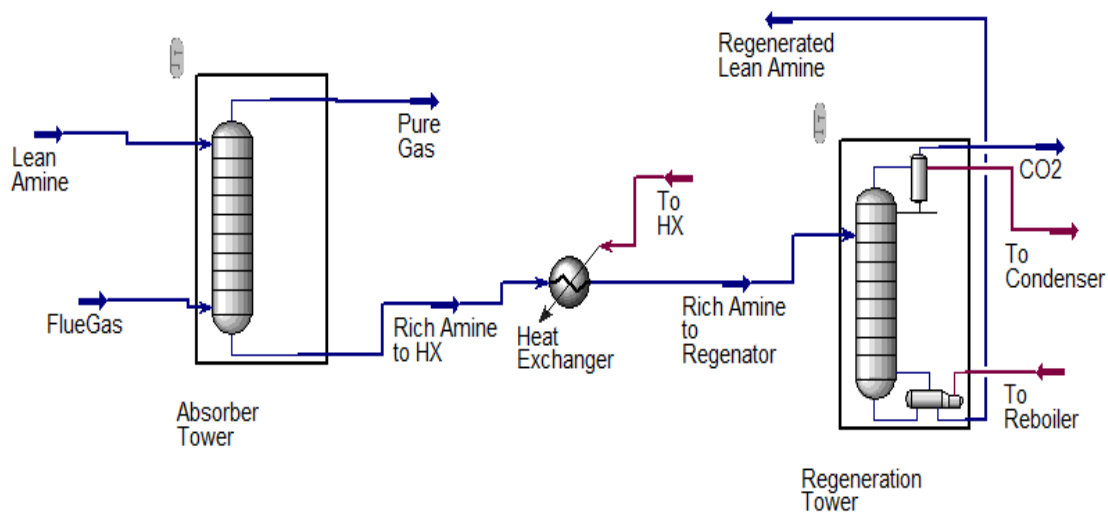 Lean
Amine
FlueGas
Pure
Gas
Absorber
Tower
Rich Amine
to HX
To
HX
Heat
Exchanger
Rich Amine
to
Regenator
Regenerated
Lean Amine
CO2
To
Condenser
To
Reboiler
Regeneration
Tower